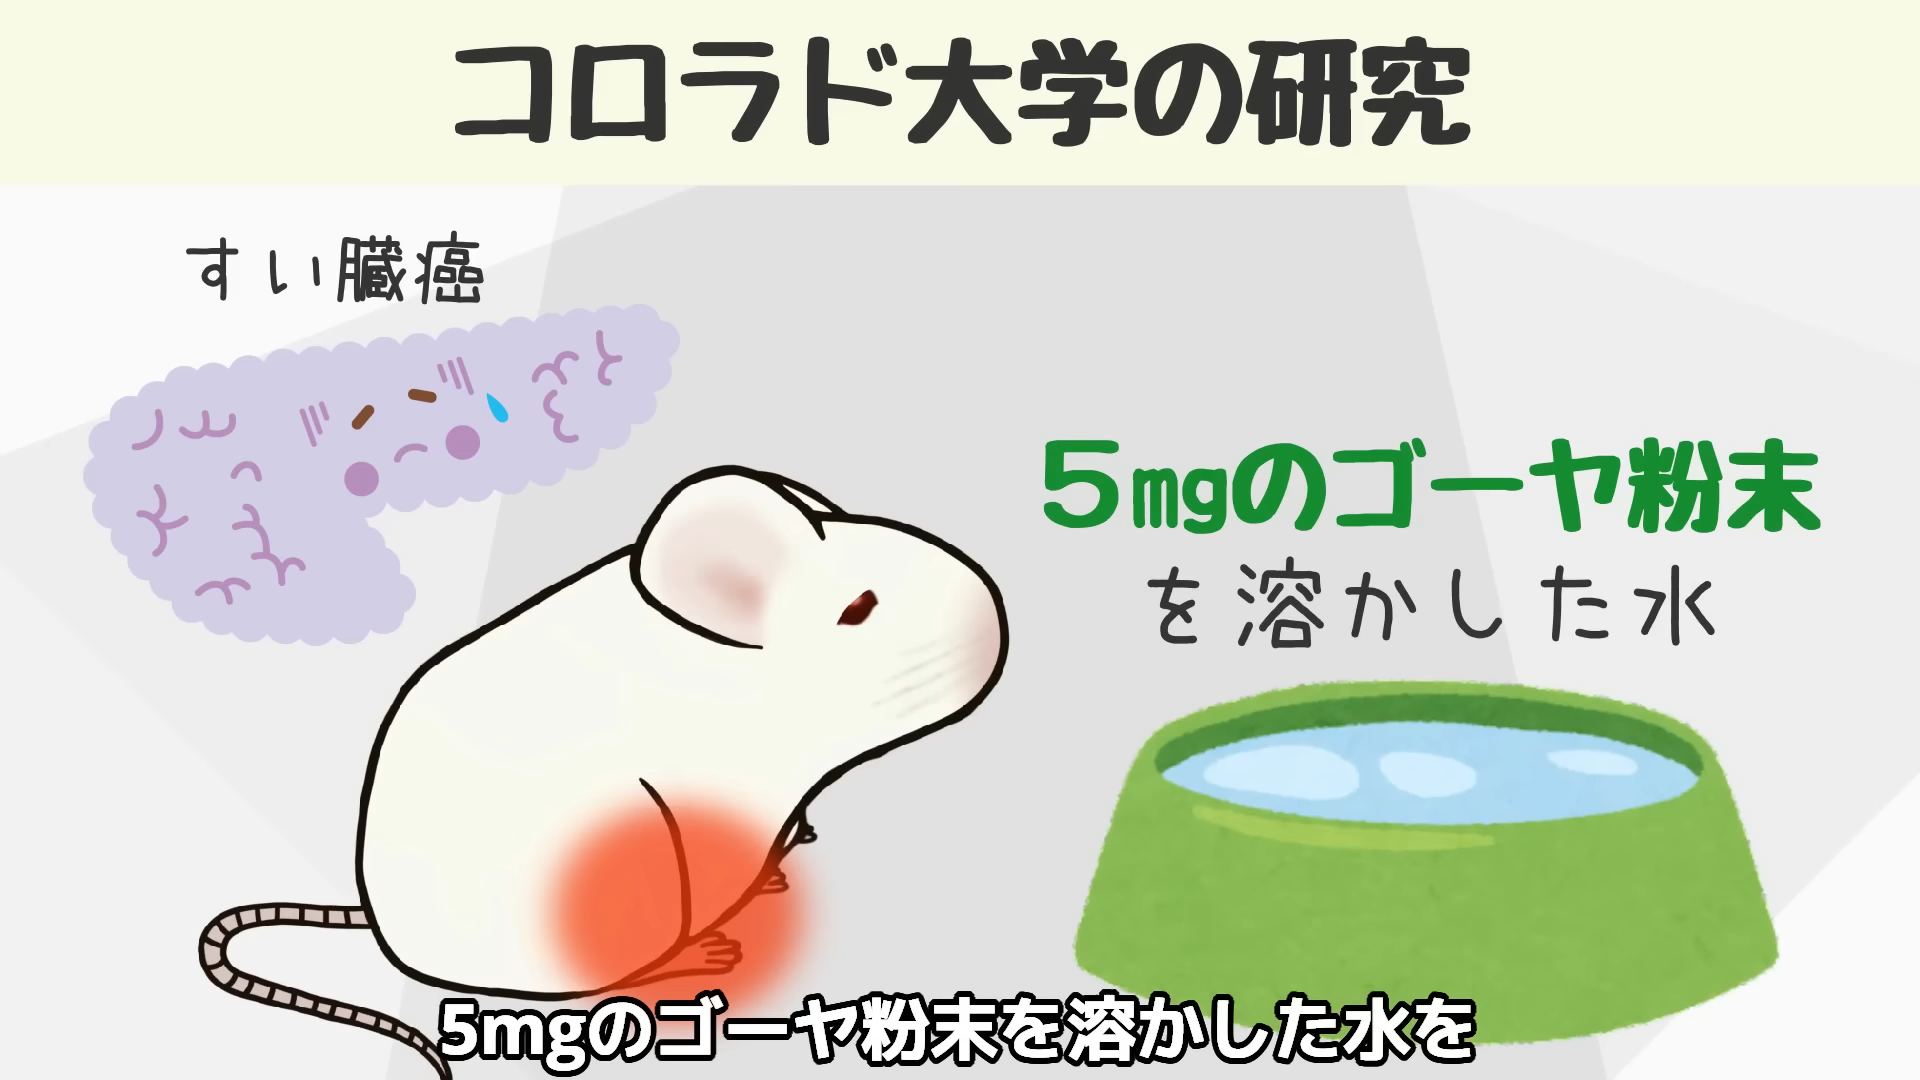 コロラド大学の研究
すい臓癌
5㎎のゴーヤ粉末
を溶かした水
5mgのゴーヤ粉末を溶かした水を